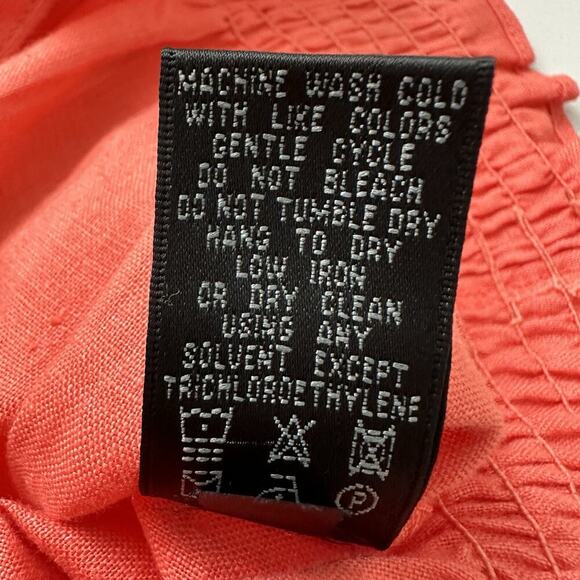 MACHINE WASH COLD
WITH LIKE COLORS
GENTLE CYCLE
DO NOT BLEACH
DO NOT TUMBLE DRY
HANG TO DRY
LOW IRON
OR DRY CLEAN
USING ANY
SOLVENT EXCEPT
TRICHLOROETHYLENE
P